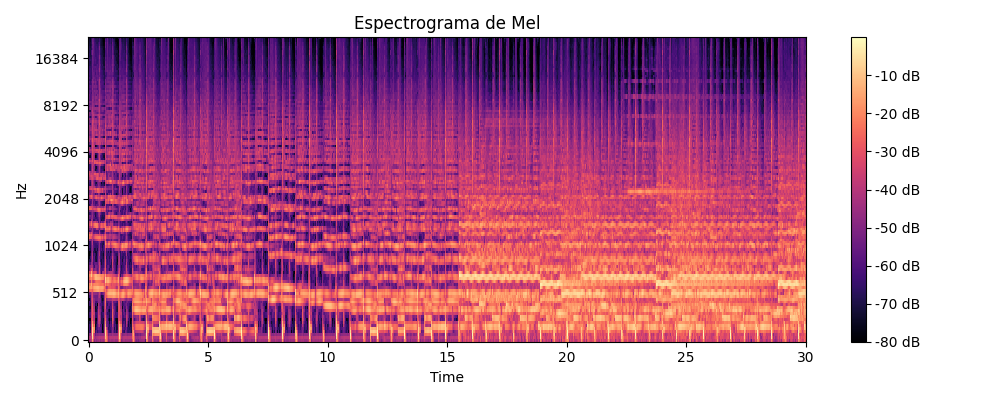 Espectrograma de Mel
Hz
16384
8192
4096
2048
1024
512
0
0 5 10 15 20 25 30
Time
-10 dB
-20 dB
-30 dB
-40 dB
-50 dB
-60 dB
-70 dB
-80 dB